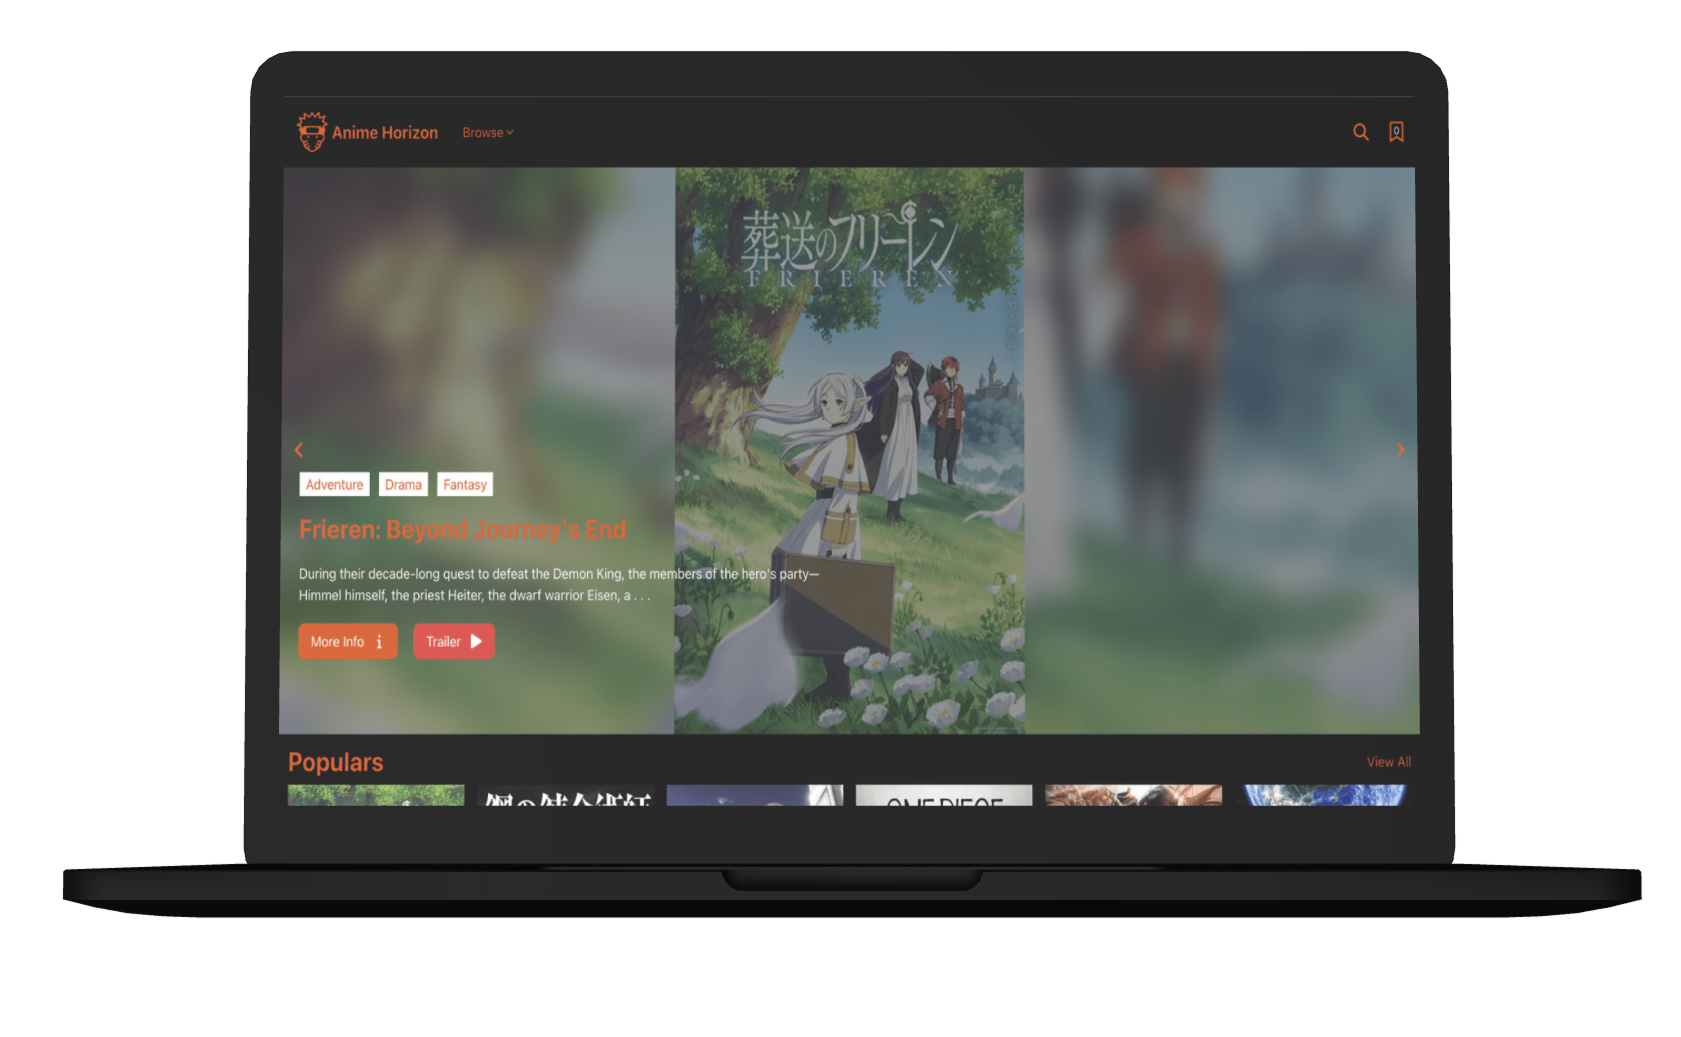 Anime Horizon
Browse
0
葬送のフリーレン
FRIEREN
Adventure
Drama
Fantasy
Frieren: Beyond Journey's End
During their decade-long quest to defeat the Demon King, the members of the hero's party—
Himmel himself, the priest Heiter, the dwarf warrior Eisen, a . . .
More Info
Trailer
Populars
View All
ONE PIECE